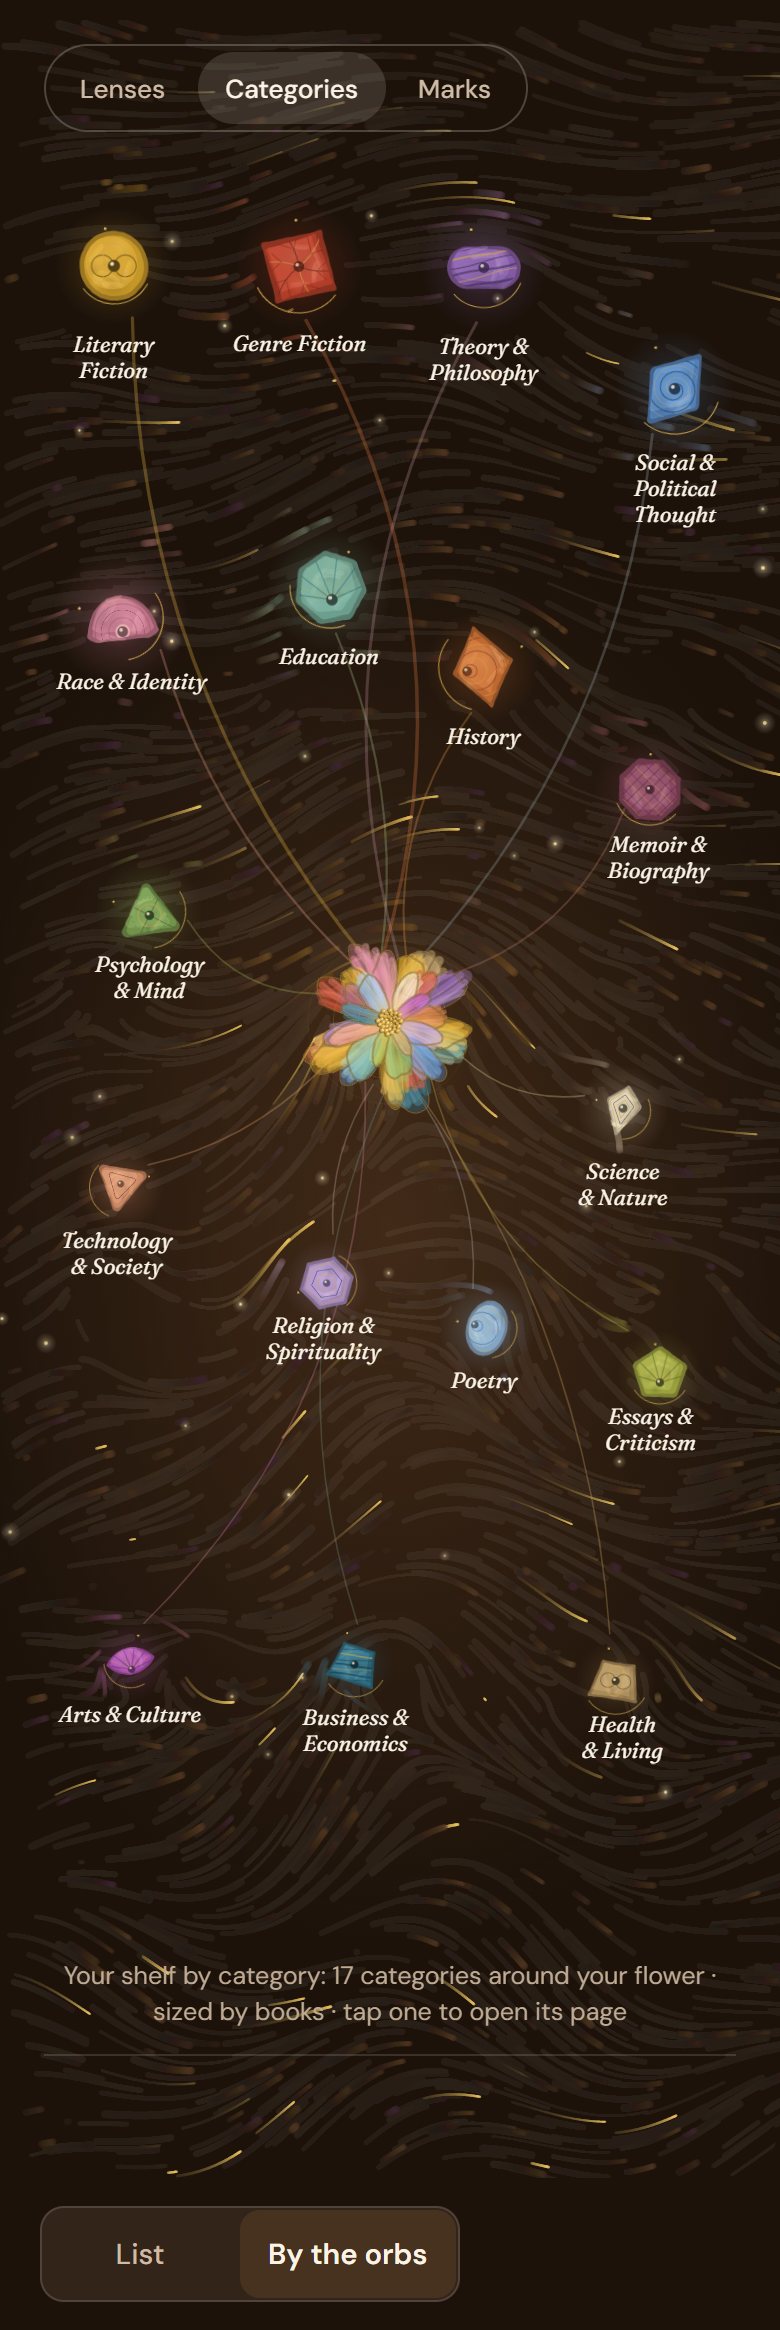 Lenses
Categories
Marks
Literary
Fiction
Genre Fiction
Theory &
Philosophy
Social &
Political
Thought
Race & Identity
Education
History
Memoir &
Biography
Psychology
& Mind
Science
& Nature
Technology
& Society
Religion &
Spirituality
Poetry
Essays &
Criticism
Arts & Culture
Business &
Economics
Health
& Living
Your shelf by category: 17 categories around your flower ·
sized by books · tap one to open its page
List
By the orbs